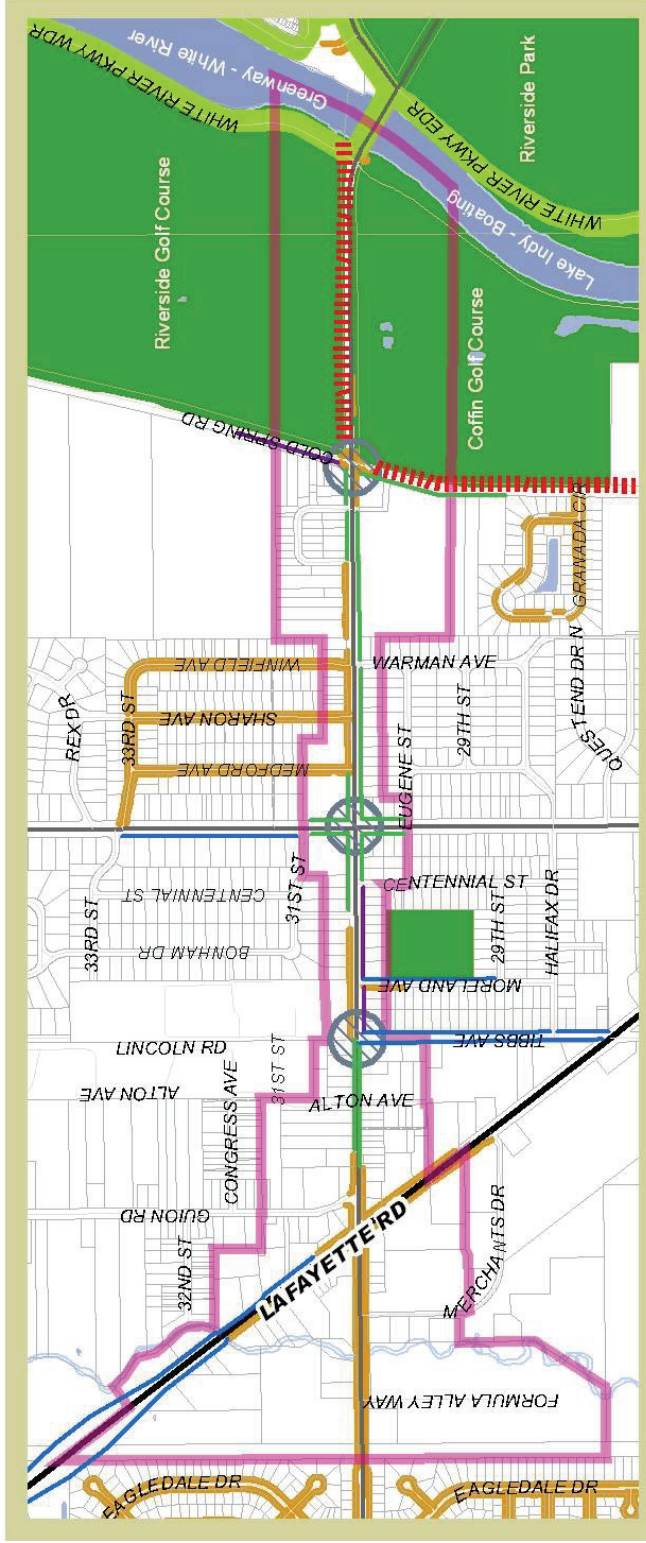 WHITE RIVER PKWY WDR
Greenway - White River
Riverside Park
Riverside Golf Course
WHITE RIVER PKWY EDR
Lake Indy - Boating
Coffin Golf Course
COLD SPRING RD
GRANADA CIR
WINFIELD AVE
WARMAN AVE
QUESTEND DR N
REX DR
33RD ST
SHARON AVE
29TH ST
MEDFORD AVE
EUGENE ST
CENTENNIAL ST
31ST ST
CENTENNIAL ST
33RD ST
BONHAM DR
29TH ST
HALIFAX DR
MORELAND AVE
LINCOLN RD
TIBBS AVE
31ST ST
ALTON AVE
CONGRESS AVE
ALTON AVE
GUION RD
32ND ST
LAFAYETTE RD
MERCHANTS DR
FORMULA ALLEY WAY
EAGLEDALE DR
EAGLEDALE DR